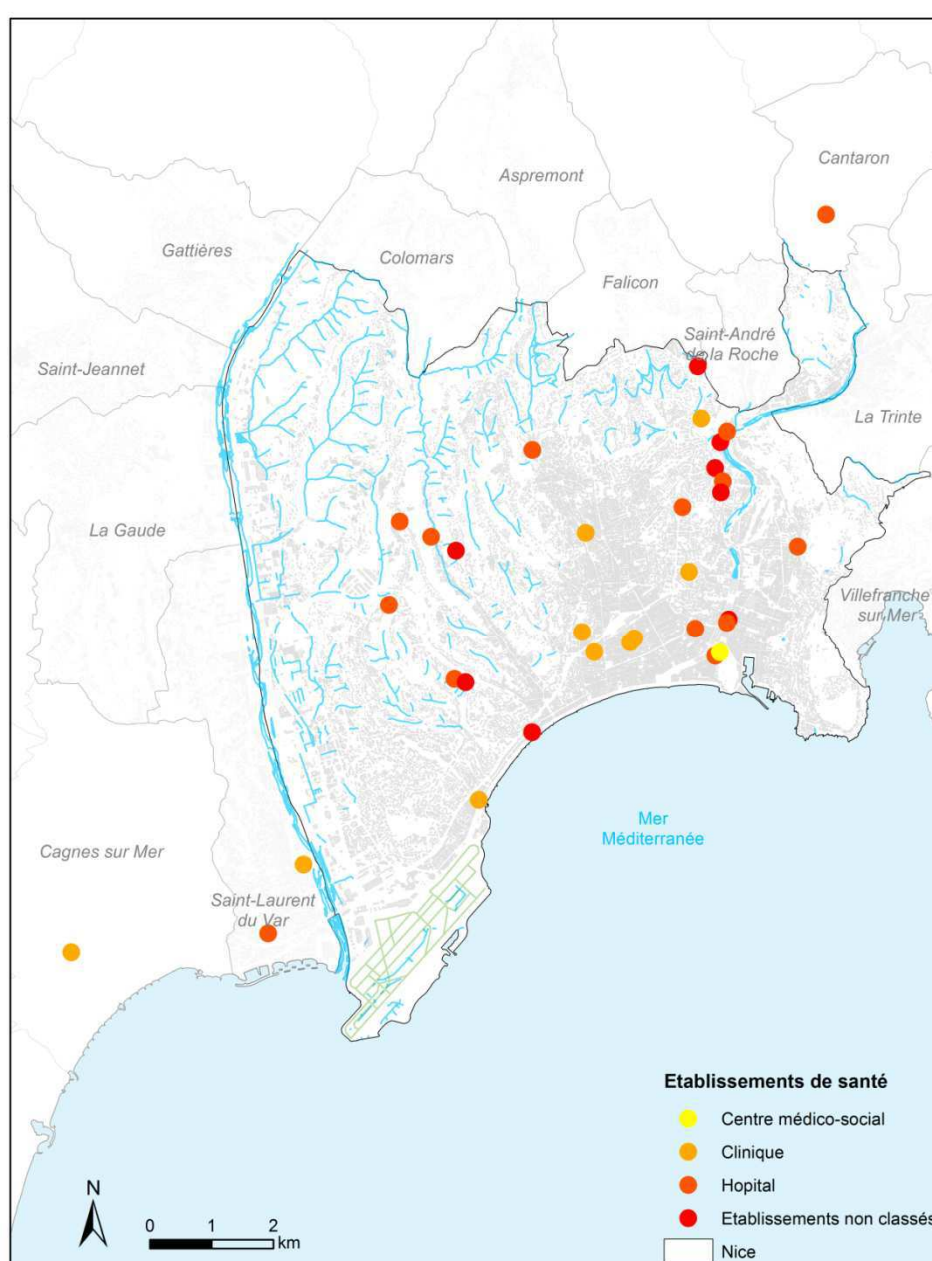 Cantaron
Aspremont
Gattières
Colomars
Falicon
Saint-André
de la Roche
Saint-Jeannet
La Trinte
La Gaude
Villefranche
sur Mer
Mer
Méditerranée
Cagnes sur Mer
Saint-Laurent
du Var
Etablissements de santé
Centre médico-social
Clinique
Hopital
Etablissements non classés
Nice
N
0 1 2
km